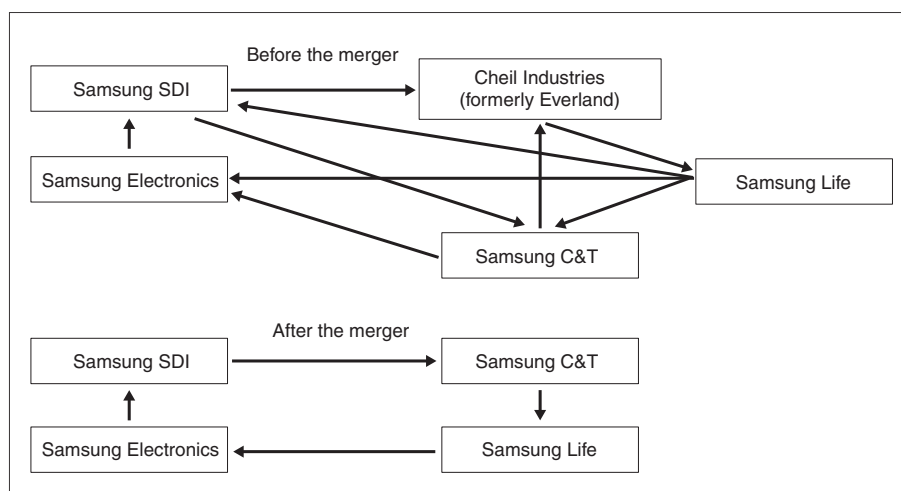 Before the merger
Samsung SDI
Cheil Industries
(formerly Everland)
Samsung Electronics
Samsung Life
Samsung C&T
After the merger
Samsung SDI
Samsung C&T
Samsung Electronics
Samsung Life